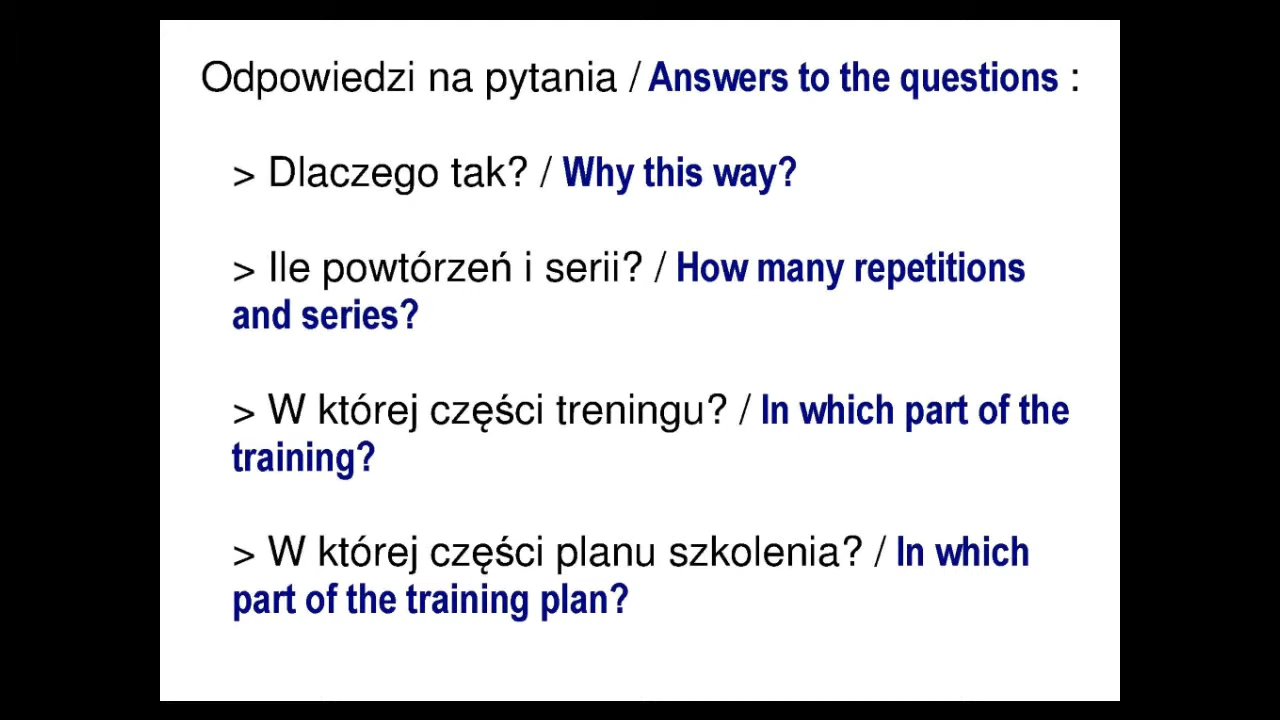 Odpowiedzi na pytania / Answers to the questions :
> Dlaczego tak? / Why this way?
> Ile powtórzeń i serii? / How many repetitions
and series?
> W której części treningu? / In which part of the
training?
> W której części planu szkolenia? / In which
part of the training plan?